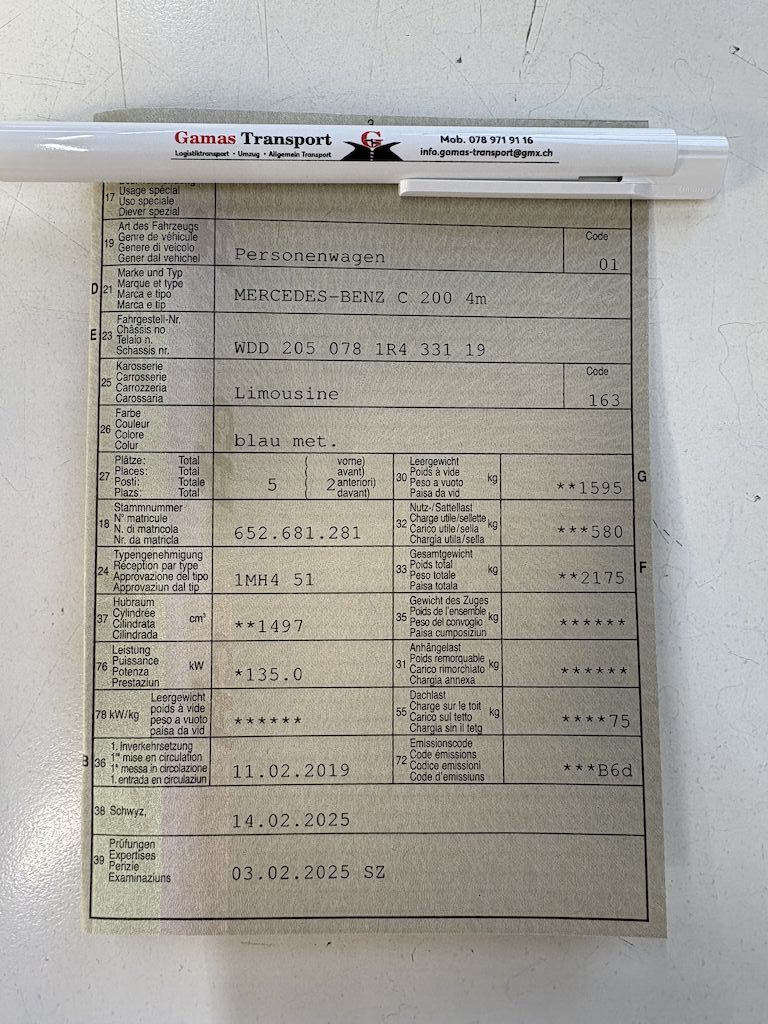 3
Gamas Transport
Logistiktransport • Umzug • Allgemein Transport
G
Mob. 078 971 91 16
info.gamas-transport@gmx.ch
17
Usage spécial
Uso speciale
Diever spezial
19
Art des Fahrzeugs
Genre de véhicule
Genere di veicolo
Gener dal vehichel
Personenwagen
Code
01
D 21
Marke und Typ
Marque et type
Marca e tipo
Marca e tip
MERCEDES-BENZ C 200 4m
E 23
Fahrgestell-Nr.
Châssis no
Telaio n.
Schassis nr.
WDD 205 078 1R4 331 19
25
Karosserie
Carrosserie
Carrozzeria
Carossaria
Limousine
Code
163
26
Farbe
Couleur
Colore
Colur
blau met.
27
Plätze: Total
Places: Total
Posti: Totale
Plazs: Total
5
2
vorne)
avant)
anteriori)
davant)
30
Leergewicht
Poids à vide
Peso a vuoto
Paisa da vid
kg
**1595
G
18
Stammnummer
N° matricule
N. di matricola
Nr. da matricla
652.681.281
32
Nutz-/Sattellast
Charge utile/sellette
Carico utile/sella
Chargia utila/sella
kg
***580
24
Typengenehmigung
Réception par type
Approvazione del tipo
Approvaziun dal tip
1MH4 51
33
Gesamtgewicht
Poids total
Peso totale
Paisa totala
kg
**2175
F
37
Hubraum
Cylindrée
Cilindrata
Cilindrada
cm³
**1497
35
Gewicht des Zuges
Poids de l'ensemble
Peso del convoglio
Paisa cumposiziun
kg
******
76
Leistung
Puissance
Potenza
Prestaziun
kW
*135.0
31
Anhängelast
Poids remorquable
Carico rimorchiato
Chargia annexa
kg
******
78 kW/kg
Leergewicht
poids à vide
peso a vuoto
paisa da vid
******
55
Dachlast
Charge sur le toit
Carico sul tetto
Chargia sin il tetg
kg
****75
B 36
1. Inverkehrsetzung
1re mise en circulation
1a messa in circolazione
1. entrada en circulaziun
11.02.2019
72
Emissionscode
Code émissions
Codice emissioni
Code d'emissiuns
***B6d
38 Schwyz,
14.02.2025
39
Prüfungen
Expertises
Perizie
Examinaziuns
03.02.2025 SZ